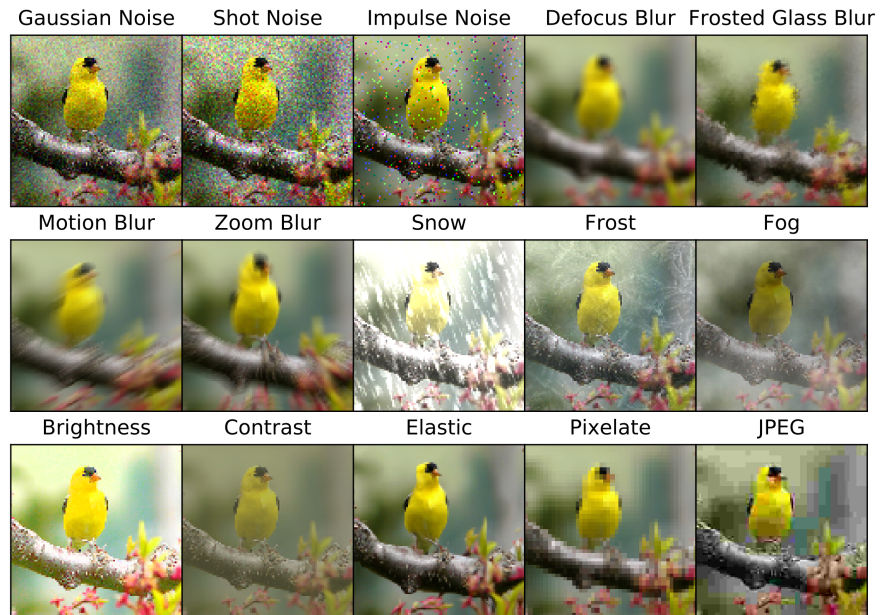 Gaussian Noise Shot Noise Impulse Noise Defocus Blur Frosted Glass Blur
Motion Blur Zoom Blur Snow Frost Fog
Brightness Contrast Elastic Pixelate JPEG